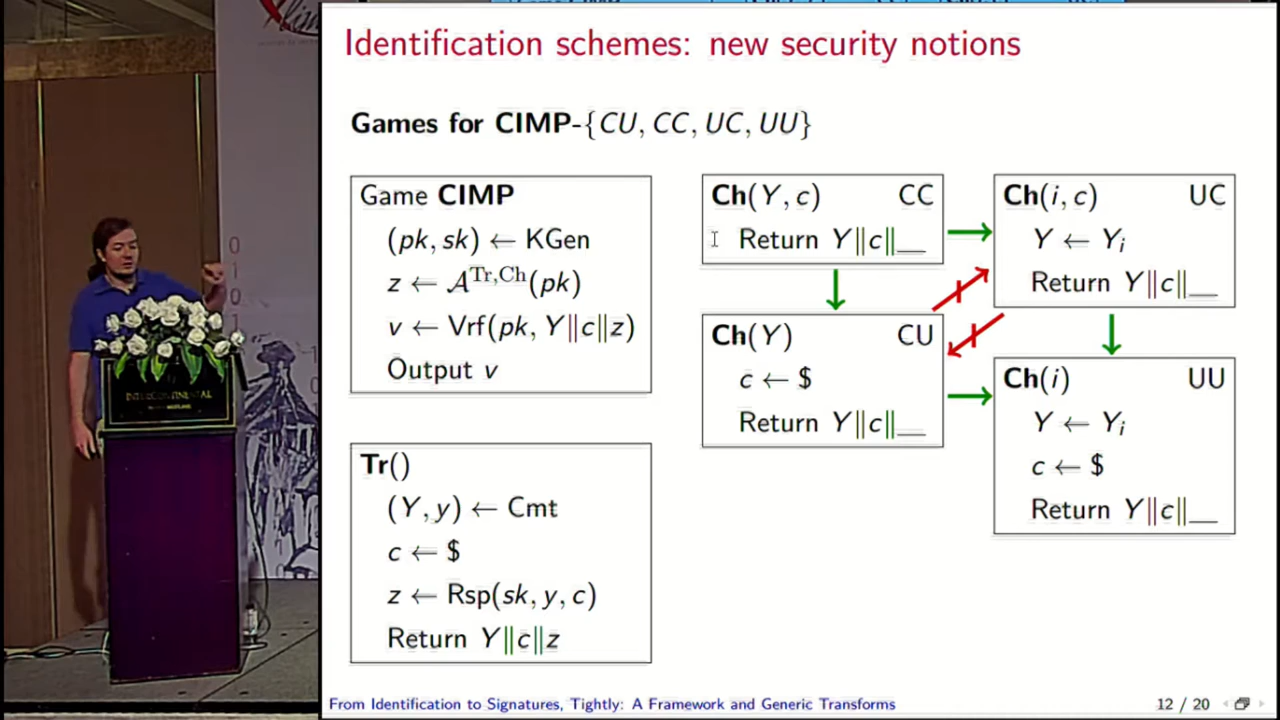 Identification schemes: new security notions
Games for CIMP-{CU, CC, UC, UU}
Game CIMP
(pk, sk) ← KGen
z ← 𝒜^{Tr,Ch}(pk)
v ← Vrf(pk, Y||c||z)
Output v
Tr()
(Y, y) ← Cmt
c ← $
z ← Rsp(sk, y, c)
Return Y||c||z
Ch(Y, c) CC
Return Y||c||__
Ch(Y) CU
c ← $
Return Y||c||__
Ch(i, c) UC
Y ← Y_i
Return Y||c||__
Ch(i) UU
Y ← Y_i
c ← $
Return Y||c||__
INTERCONTINENTAL
From Identification to Signatures, Tightly: A Framework and Generic Transforms
12 / 20